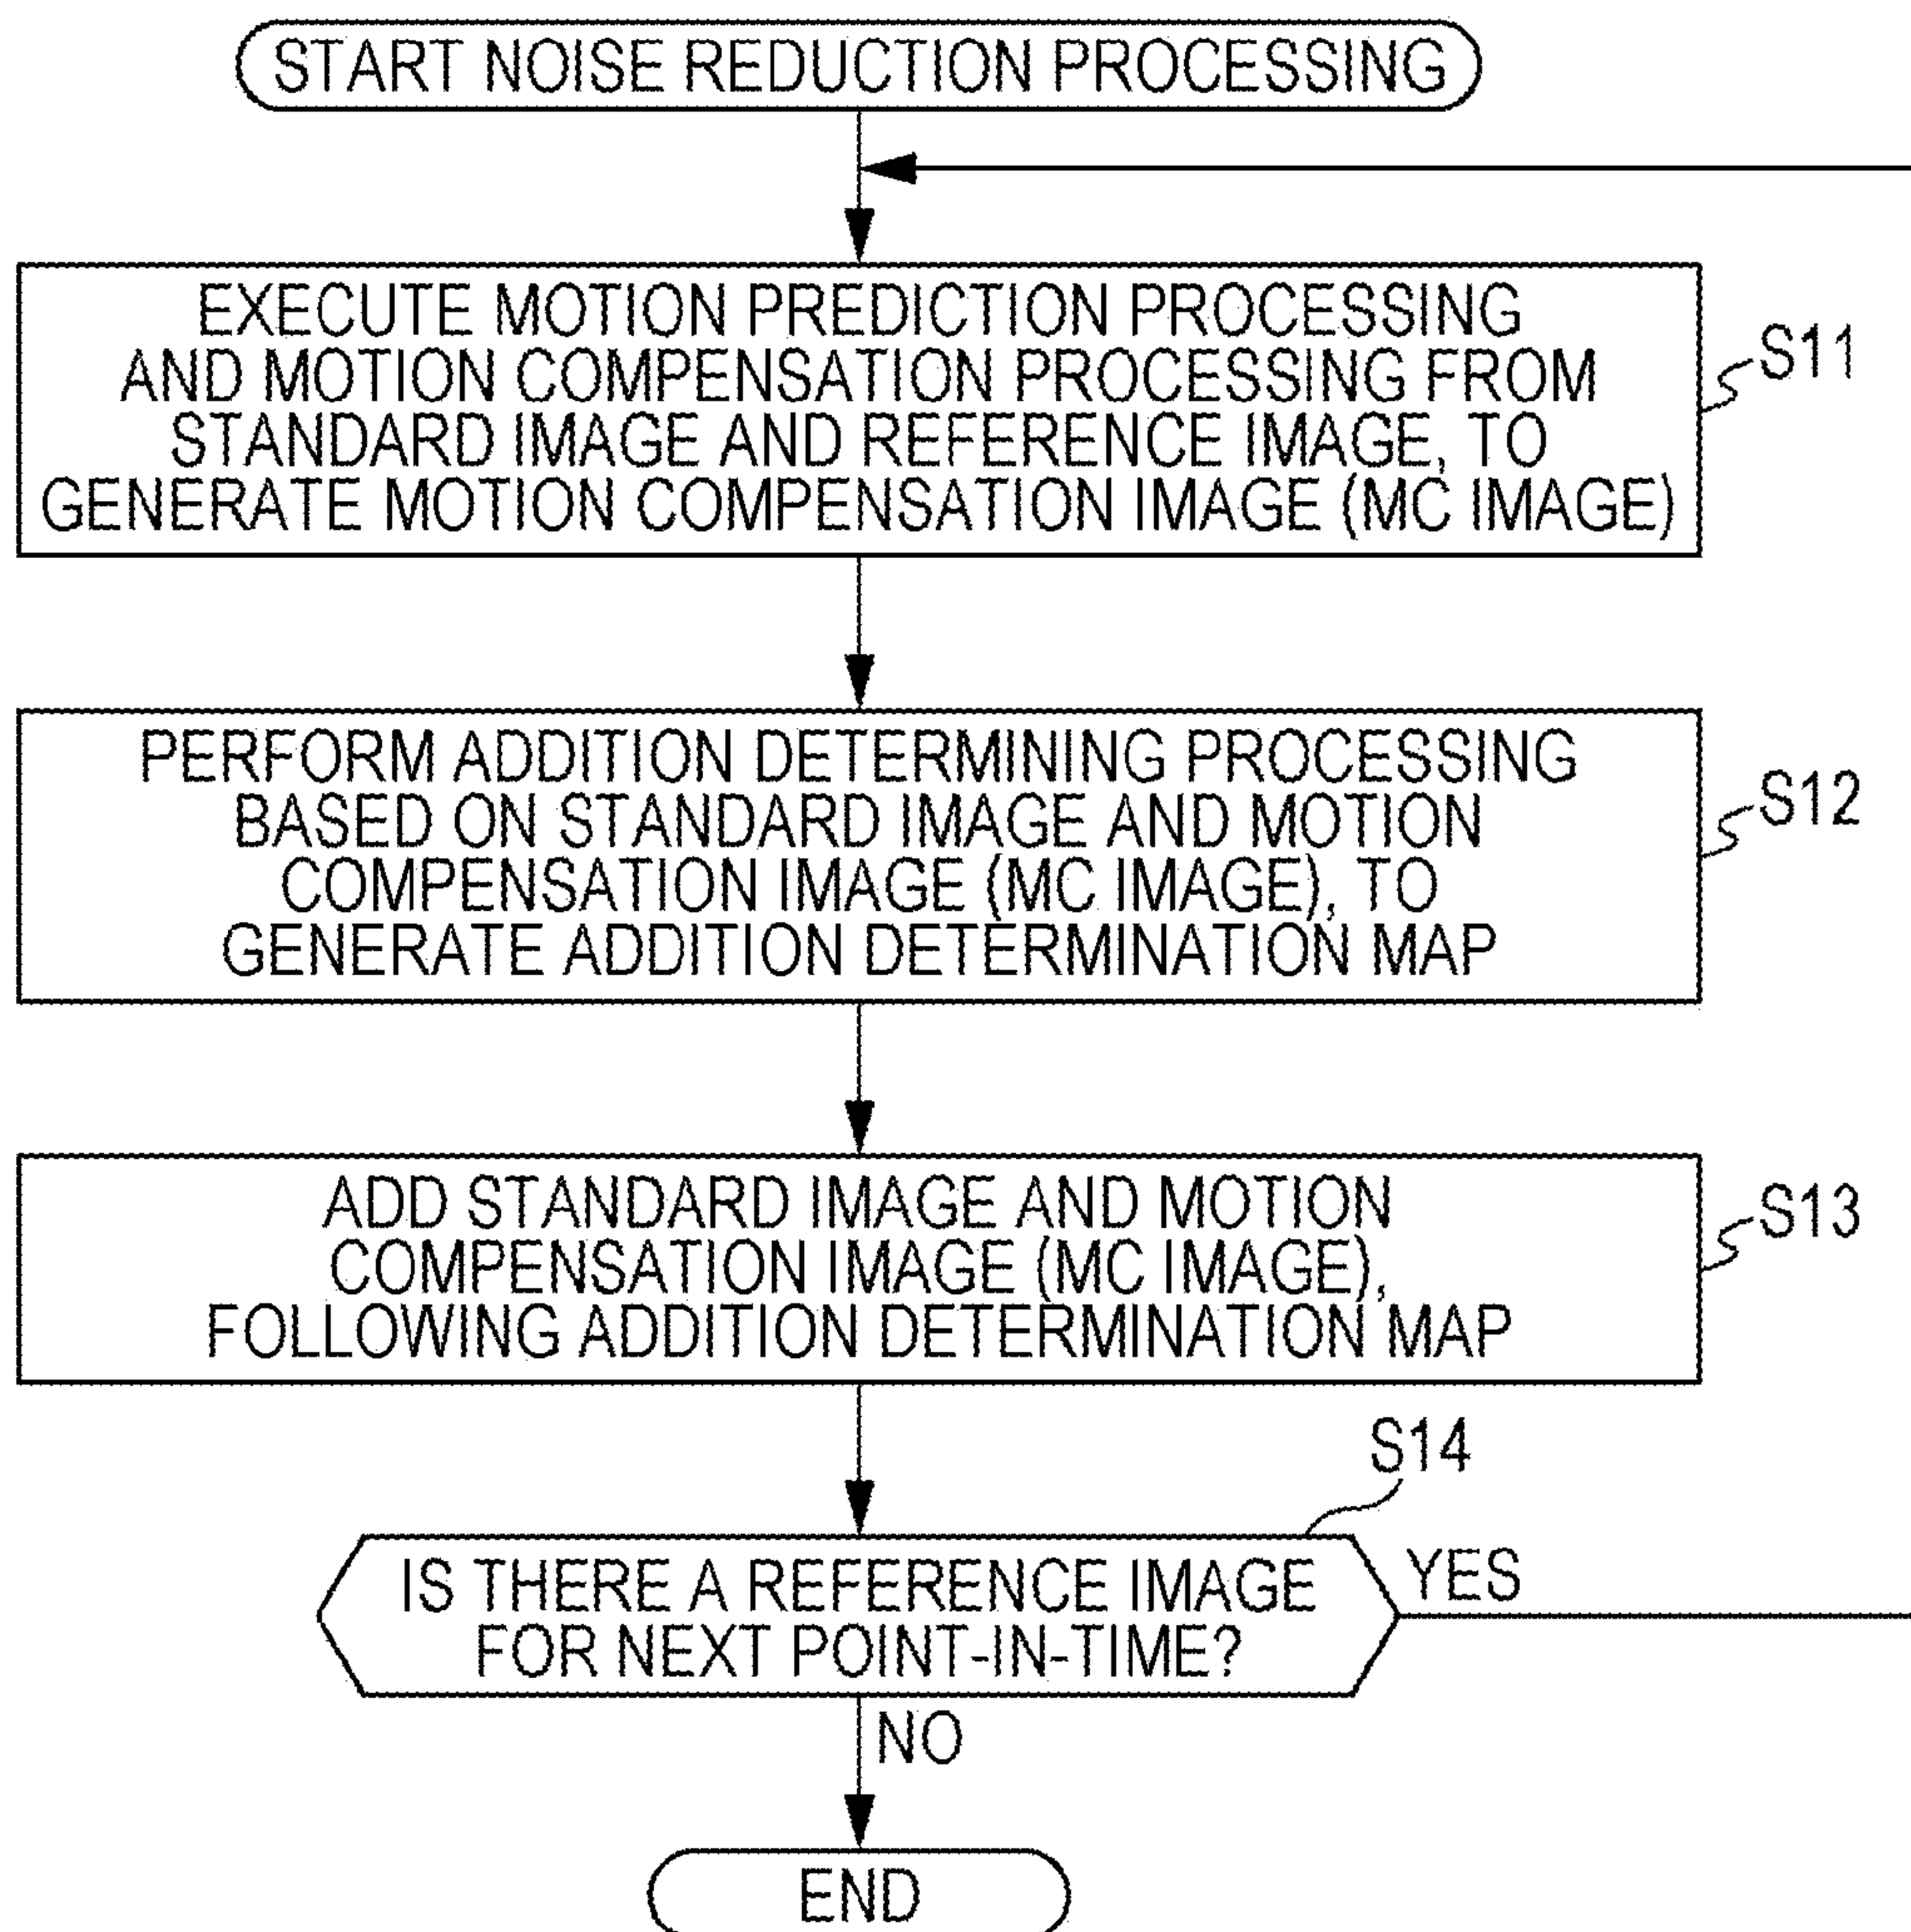 START NOISE REDUCTION PROCESSING
EXECUTE MOTION PREDICTION PROCESSING
AND MOTION COMPENSATION PROCESSING FROM
STANDARD IMAGE AND REFERENCE IMAGE, TO
GENERATE MOTION COMPENSATION IMAGE (MC IMAGE)
S11
PERFORM ADDITION DETERMINING PROCESSING
BASED ON STANDARD IMAGE AND MOTION
COMPENSATION IMAGE (MC IMAGE), TO
GENERATE ADDITION DETERMINATION MAP
S12
ADD STANDARD IMAGE AND MOTION
COMPENSATION IMAGE (MC IMAGE),
FOLLOWING ADDITION DETERMINATION MAP
S13
S14
IS THERE A REFERENCE IMAGE
FOR NEXT POINT-IN-TIME?
YES
NO
END